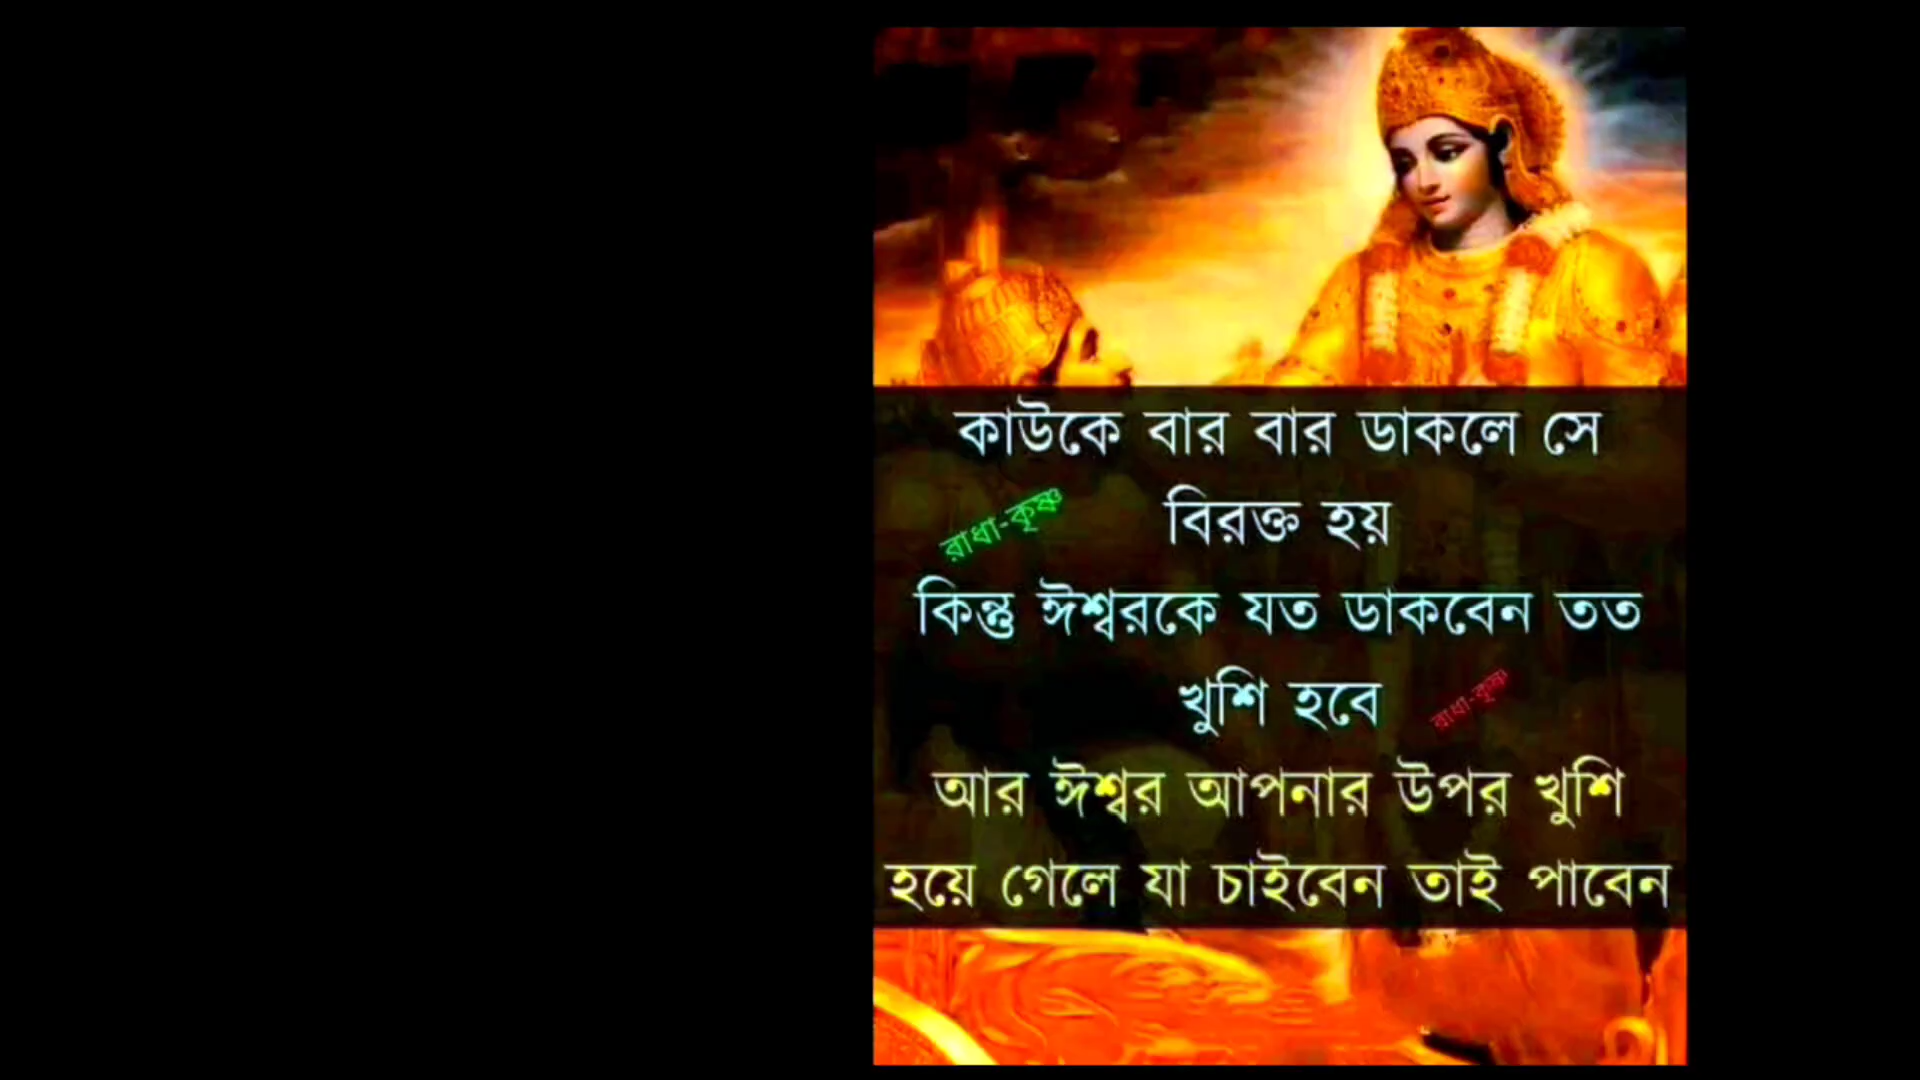 কাউকে বার বার ডাকলে সে
বিরক্ত হয়
রাধা-কৃষ্ণ
কিন্তু ঈশ্বরকে যত ডাকবেন তত
খুশি হবে
রাধা-কৃষ্ণ
আর ঈশ্বর আপনার উপর খুশি
হয়ে গেলে যা চাইবেন তাই পাবেন